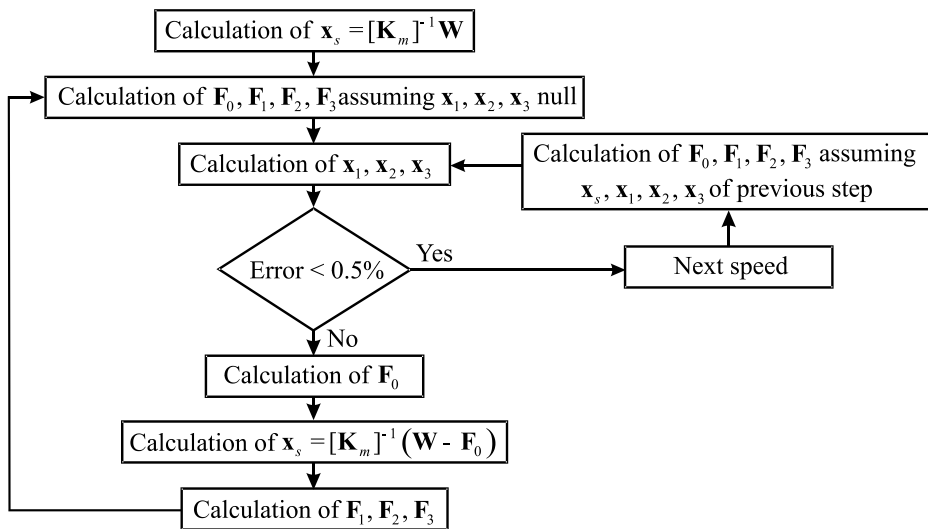 Calculation of x_s = [K_m]^-1 W
Calculation of F_0, F_1, F_2, F_3 assuming x_1, x_2, x_3 null
Calculation of x_1, x_2, x_3
Calculation of F_0, F_1, F_2, F_3 assuming
x_s, x_1, x_2, x_3 of previous step
Error < 0.5%
Yes
Next speed
No
Calculation of F_0
Calculation of x_s = [K_m]^-1 (W - F_0)
Calculation of F_1, F_2, F_3